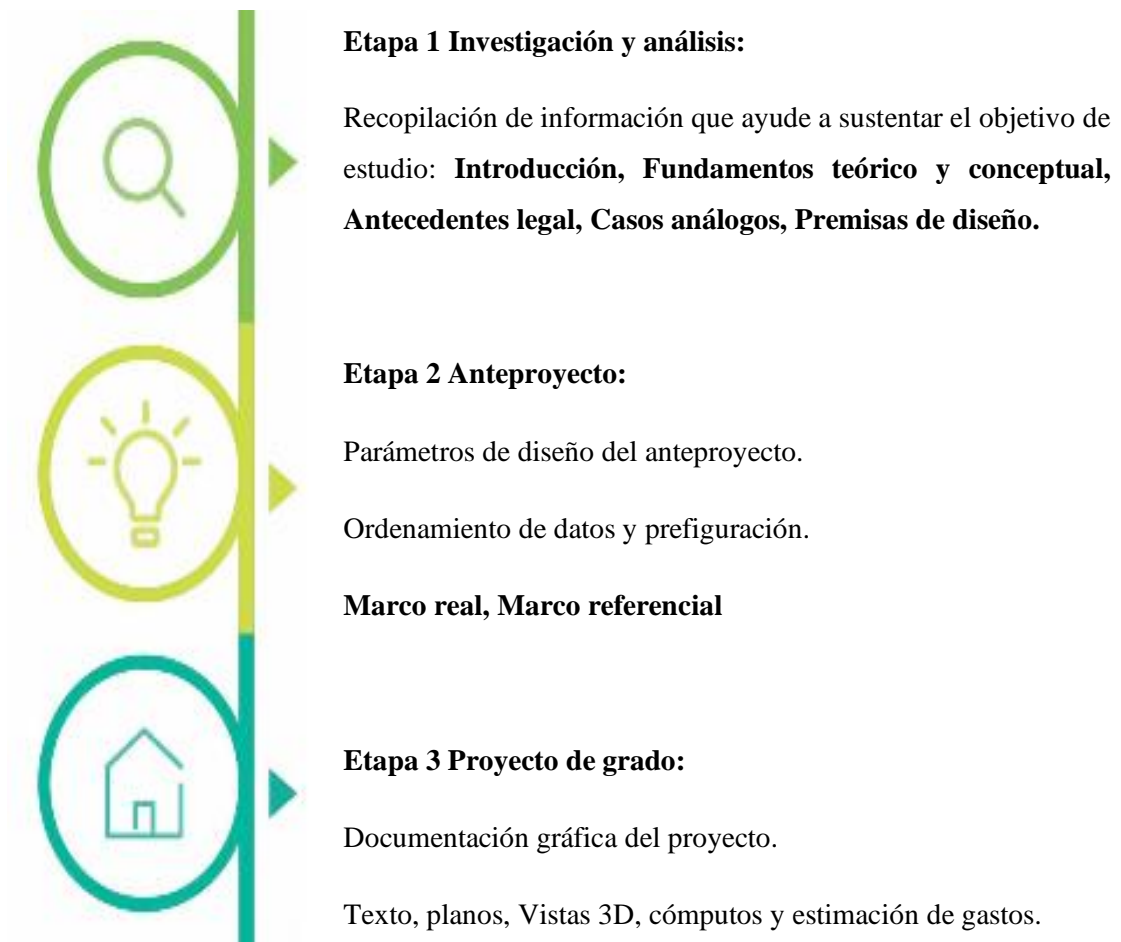 Etapa 1 Investigación y análisis:
Recopilación de información que ayude a sustentar el objetivo de
estudio: Introducción, Fundamentos teórico y conceptual,
Antecedentes legal, Casos análogos, Premisas de diseño.
Etapa 2 Anteproyecto:
Parámetros de diseño del anteproyecto.
Ordenamiento de datos y prefiguración.
Marco real, Marco referencial
Etapa 3 Proyecto de grado:
Documentación gráfica del proyecto.
Texto, planos, Vistas 3D, cómputos y estimación de gastos.